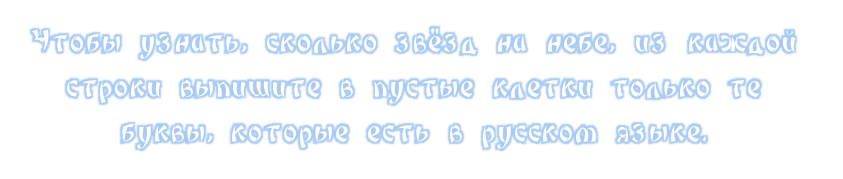 Чтобы узнать, сколько звёзд на небе, из каждой
строки выпишите в пустые клетки только те
буквы, которые есть в русском языке.